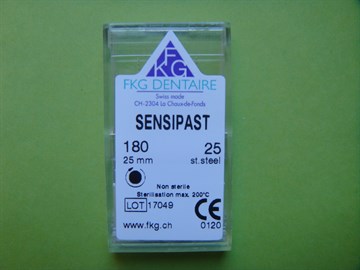 FKG
FKG DENTAIRE
Swiss made
CH-2304 La Chaux-de-Fonds
SENSIPAST
180 25
25 mm st.steel
Non sterile
Sterilisation max. 200°C
LOT 17049 CE
www.fkg.ch 0120